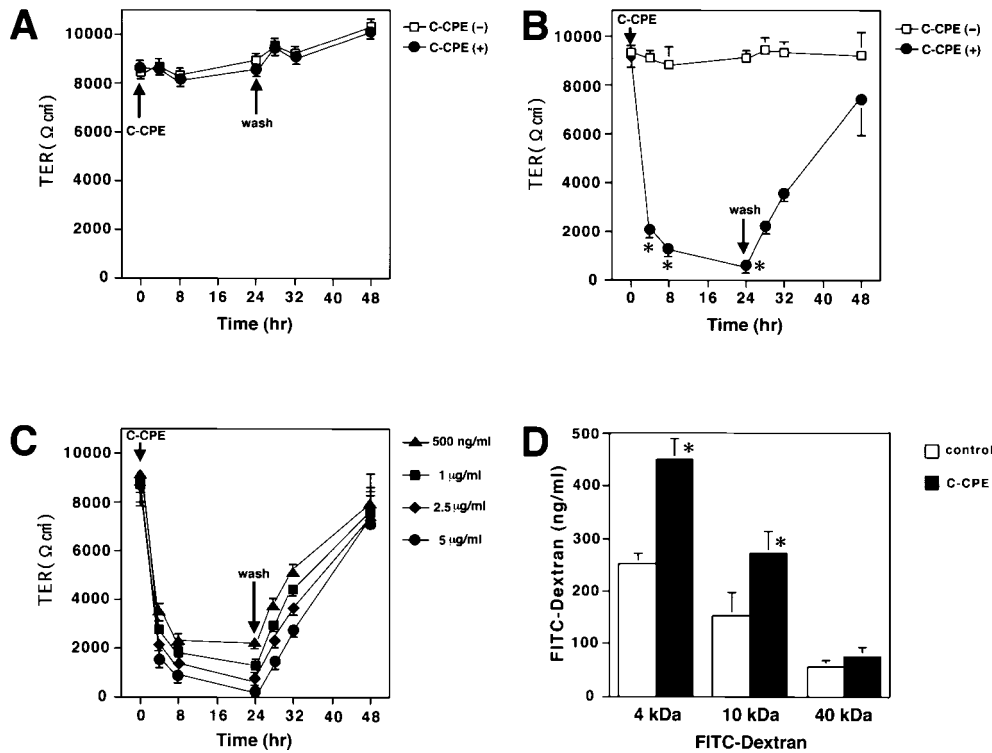 A
C-CPE (–)
C-CPE (+)
TER( Ω cm²)
10000
8000
6000
4000
2000
0
C-CPE
wash
0 8 16 24 32 40 48
Time (hr)
B
C-CPE
C-CPE (–)
C-CPE (+)
TER( Ω cm²)
10000
8000
6000
4000
2000
0
wash
*
*
*
0 8 16 24 32 40 48
Time (hr)
C
C-CPE
500 ng/ml
1 µg/ml
2.5 µg/ml
5 µg/ml
TER( Ω cm²)
10000
8000
6000
4000
2000
0
wash
0 8 16 24 32 40 48
Time (hr)
D
control
C-CPE
FITC-Dextran (ng/ml)
500
400
300
200
100
0
*
*
4 kDa 10 kDa 40 kDa
FITC-Dextran